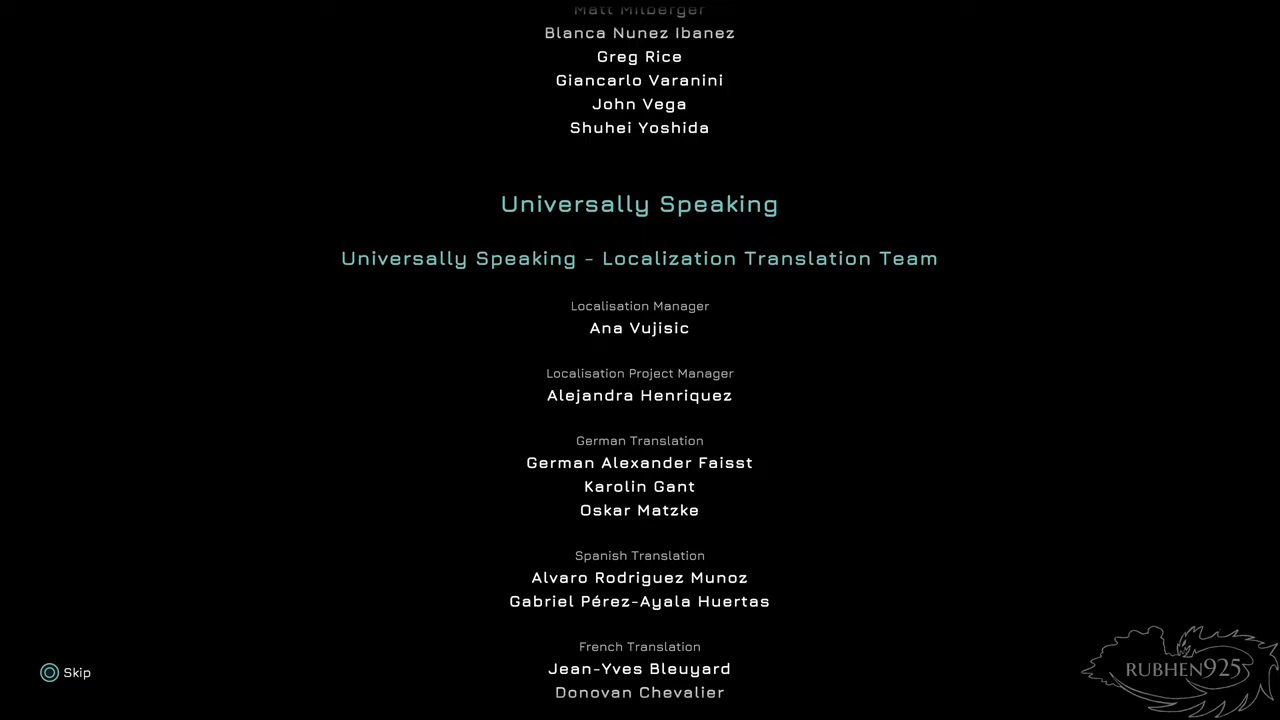 Matt Milberger
Blanca Nunez Ibanez
Greg Rice
Giancarlo Varanini
John Vega
Shuhei Yoshida
Universally Speaking
Universally Speaking - Localization Translation Team
Localisation Manager
Ana Vujisic
Localisation Project Manager
Alejandra Henriquez
German Translation
German Alexander Faisst
Karolin Gant
Oskar Matzke
Spanish Translation
Alvaro Rodriguez Munoz
Gabriel Pérez-Ayala Huertas
French Translation
Jean-Yves Bleuyard
Donovan Chevalier
Skip
RUBHEN925